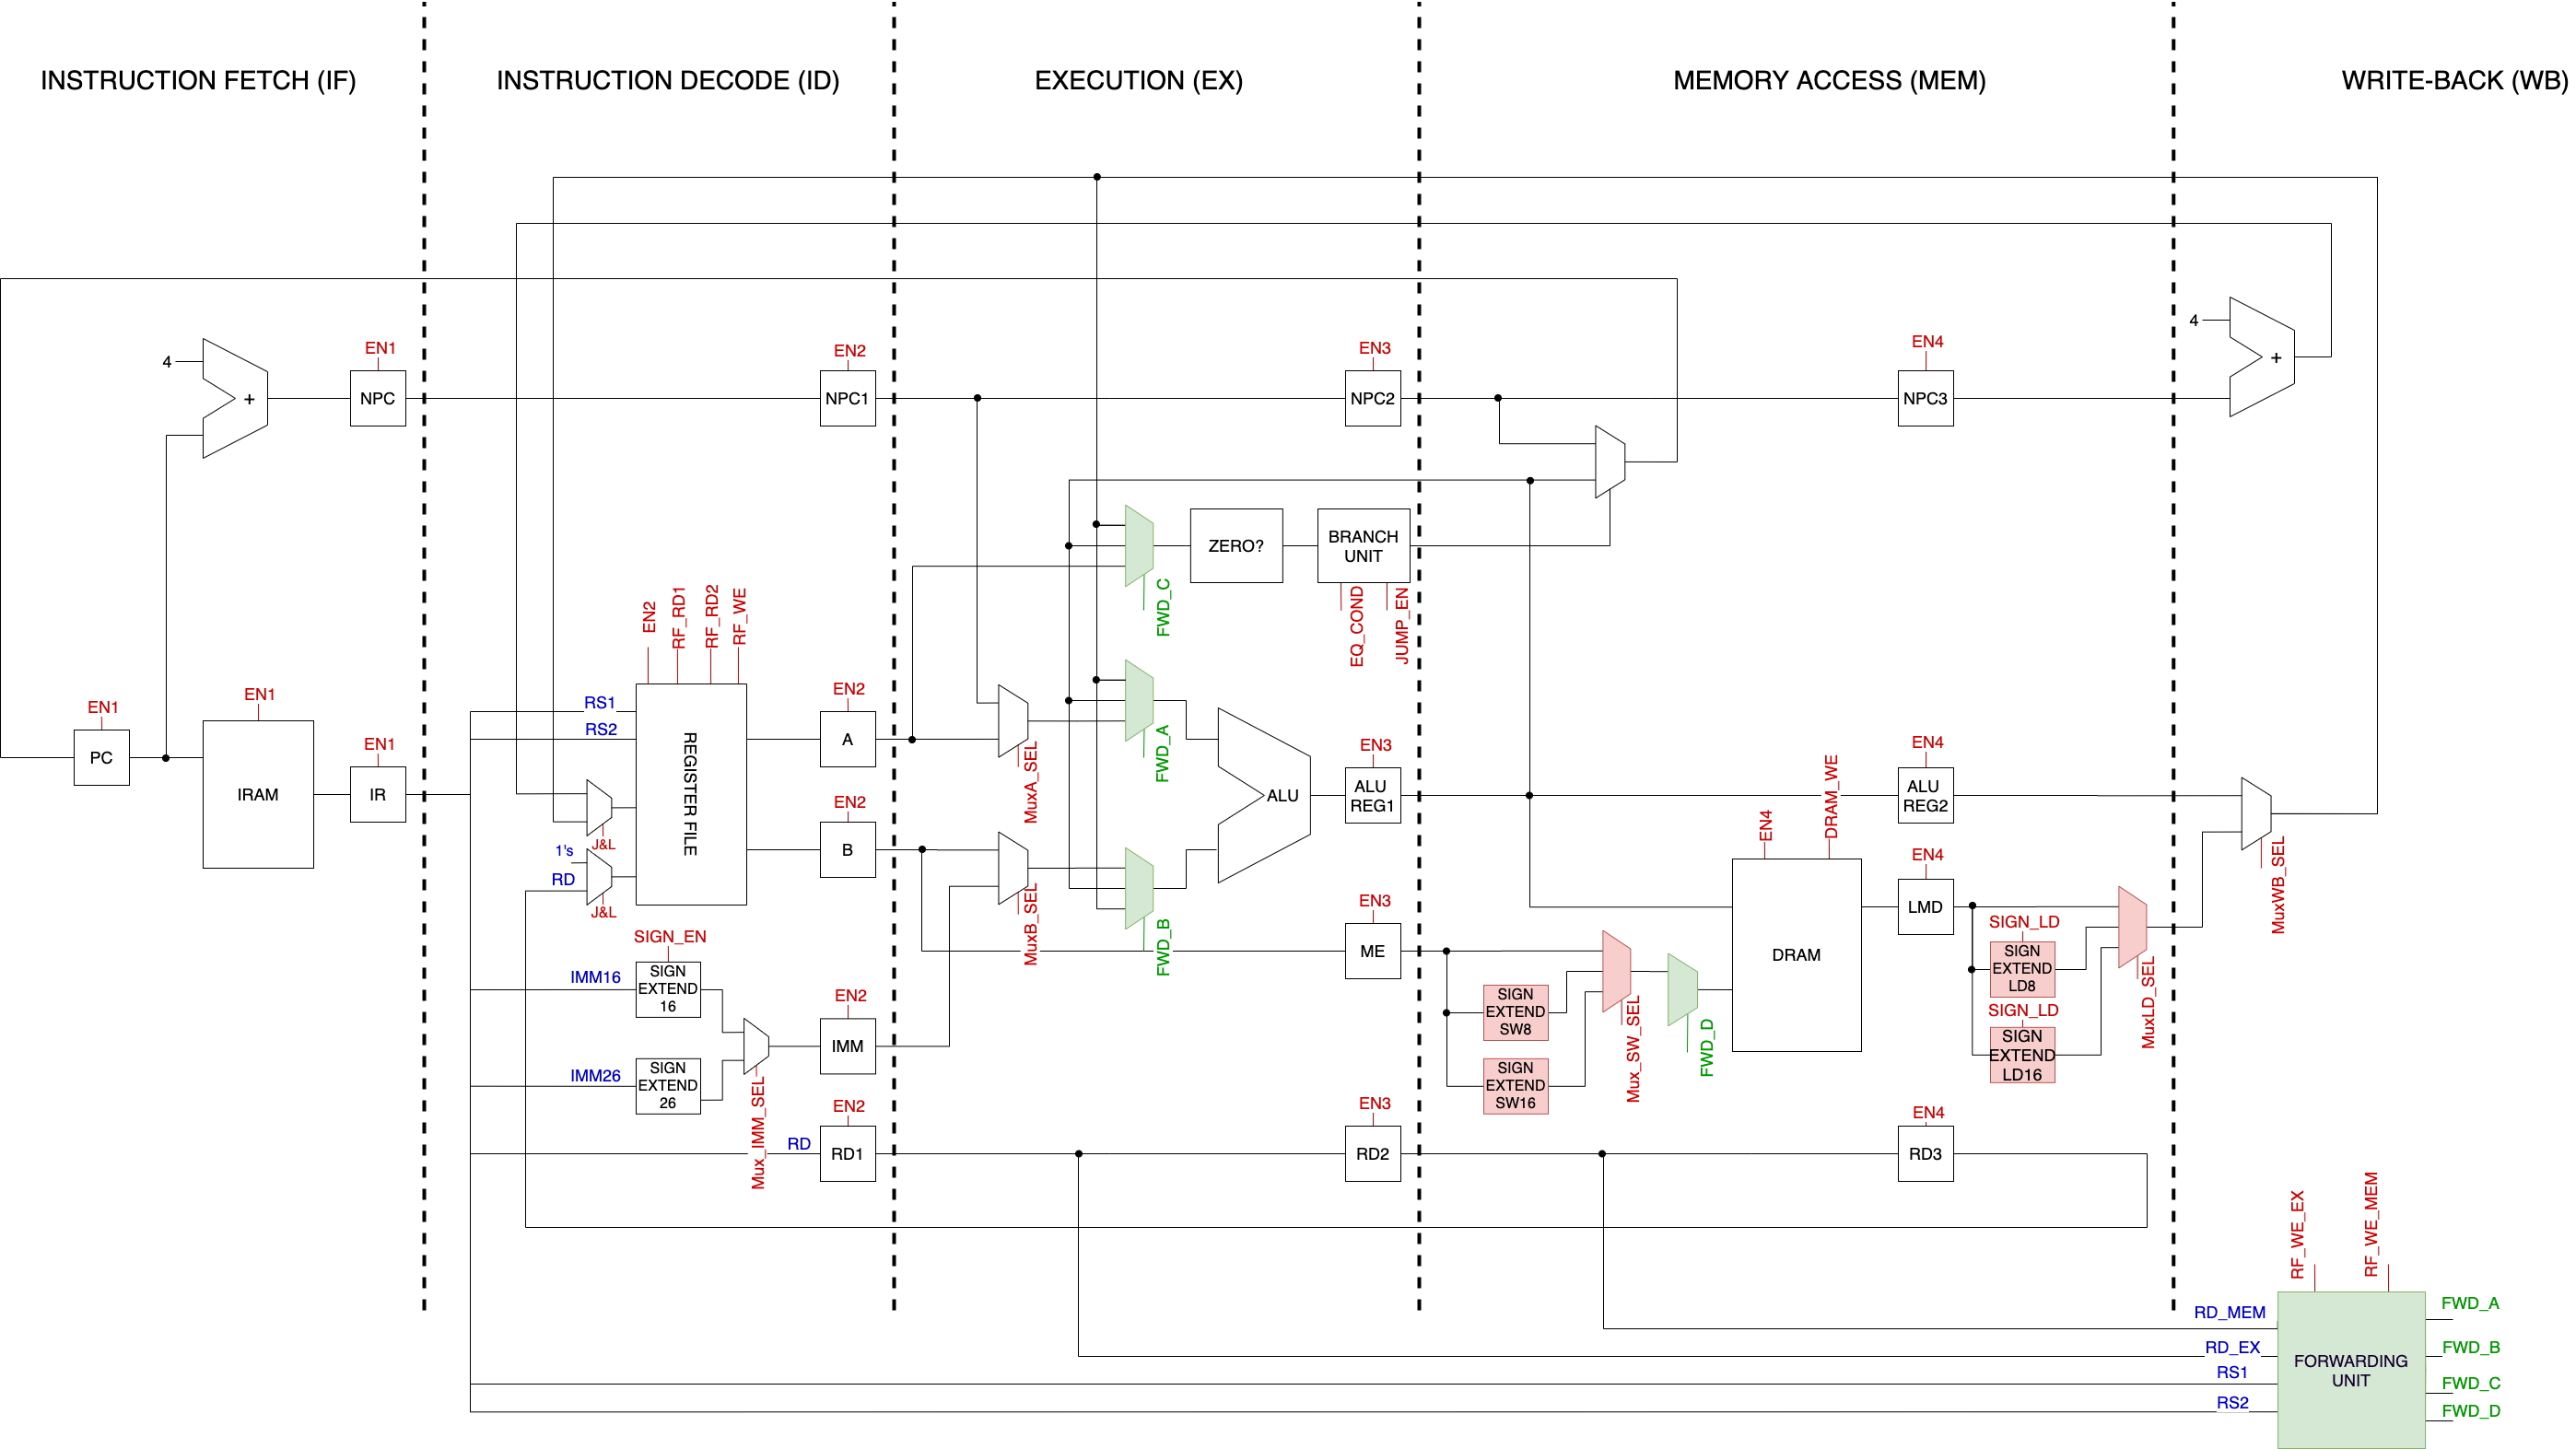 INSTRUCTION FETCH (IF)
INSTRUCTION DECODE (ID)
EXECUTION (EX)
MEMORY ACCESS (MEM)
WRITE-BACK (WB)
4
+
EN1
NPC
EN2
NPC1
EN3
NPC2
EN4
NPC3
4
+
ZERO?
BRANCH
UNIT
FWD_C
EQ_COND
JUMP_EN
EN1
PC
EN1
IRAM
EN1
IR
EN2
RF_RD1
RF_RD2
RF_WE
RS1
RS2
REGISTER FILE
J&L
1's
RD
J&L
EN2
A
EN2
B
MuxA_SEL
FWD_A
MuxB_SEL
FWD_B
ALU
EN3
ALU
REG1
EN3
ME
EN4
DRAM_WE
DRAM
EN4
ALU
REG2
EN4
LMD
MuxWB_SEL
SIGN_LD
SIGN
EXTEND
LD8
SIGN_LD
SIGN
EXTEND
LD16
MuxLD_SEL
SIGN_EN
IMM16
SIGN
EXTEND
16
IMM26
SIGN
EXTEND
26
Mux_IMM_SEL
EN2
IMM
SIGN
EXTEND
SW8
SIGN
EXTEND
SW16
Mux_SW_SEL
FWD_D
RD
EN2
RD1
EN3
RD2
EN4
RD3
RF_WE_EX
RF_WE_MEM
RD_MEM
RD_EX
RS1
RS2
FORWARDING
UNIT
FWD_A
FWD_B
FWD_C
FWD_D